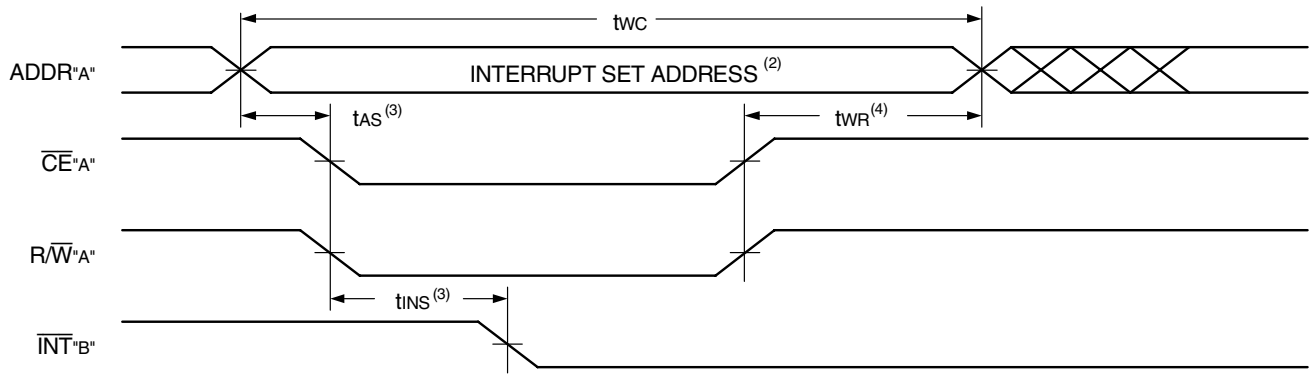 tWC
ADDR"A"
INTERRUPT SET ADDRESS (2)
tAS (3)
tWR (4)
CE"A"
R/W"A"
tINS (3)
INT"B"